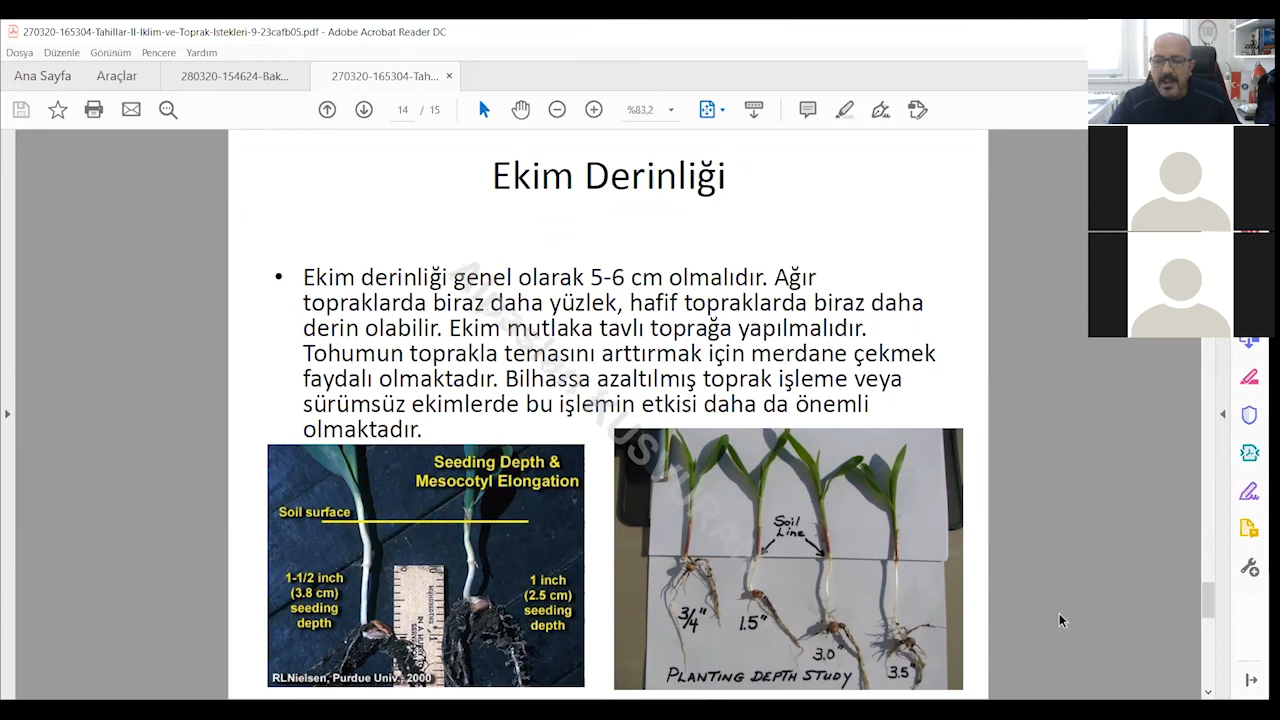 270320-165304-Tahillar-II-Iklim-ve-Toprak-Istekleri-9-23cafb05.pdf - Adobe Acrobat Reader DC
Dosya Düzenle Görünüm Pencere Yardım
Ana Sayfa Araçlar 280320-154624-Bak... 270320-165304-Tah... ×
14 / 15 %83,2
Ekim Derinliği
• Ekim derinliği genel olarak 5-6 cm olmalıdır. Ağır
topraklarda biraz daha yüzlek, hafif topraklarda biraz daha
derin olabilir. Ekim mutlaka tavlı toprağa yapılmalıdır.
Tohumun toprakla temasını arttırmak için merdane çekmek
faydalı olmaktadır. Bilhassa azaltılmış toprak işleme veya
sürümsüz ekimlerde bu işlemin etkisi daha da önemli
olmaktadır.
Seeding Depth &
Mesocotyl Elongation
Soil surface
1-1/2 inch
(3.8 cm)
seeding
depth
1 inch
(2.5 cm)
seeding
depth
RLNielsen, Purdue Univ., 2000
Soil
Line
3/4"
1.5"
3.0"
3.5"
PLANTING DEPTH STUDY